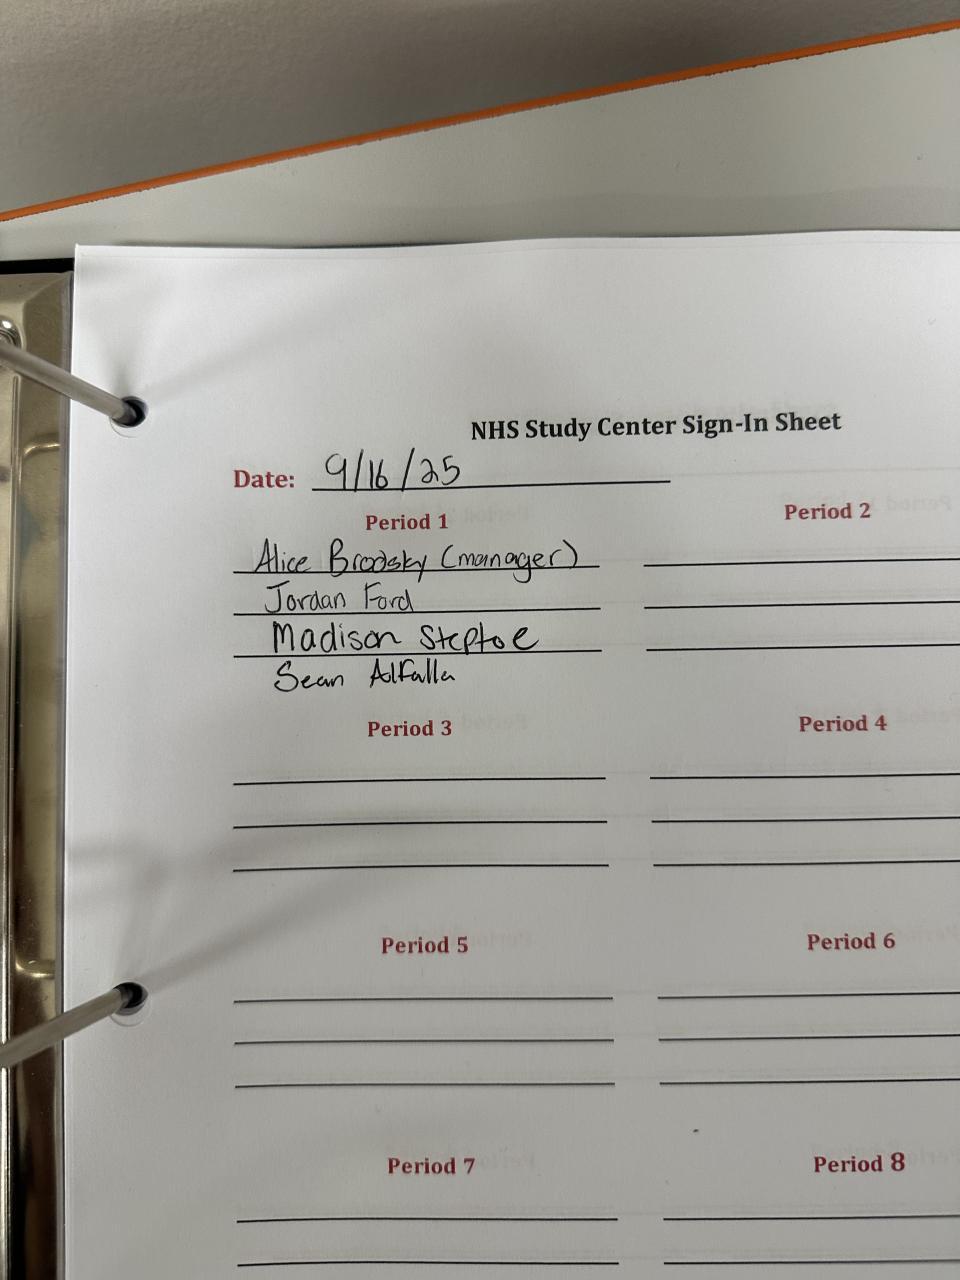 NHS Study Center Sign-In Sheet
Date: 9/16/25
Period 1
Alice Brodsky (manager)
Jordan Ford
Madison Steptoe
Sean AlFalla
Period 2
Period 3
Period 4
Period 5
Period 6
Period 7
Period 8